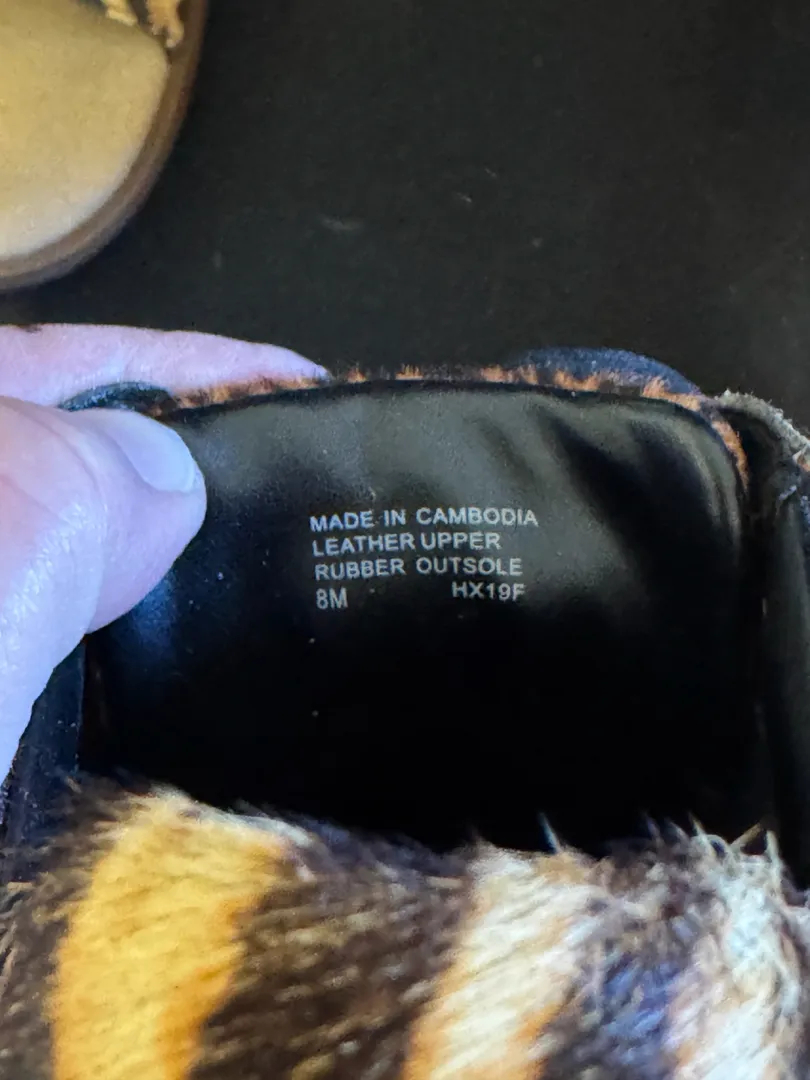 MADE IN CAMBODIA
LEATHER UPPER
RUBBER OUTSOLE
8M HX19F